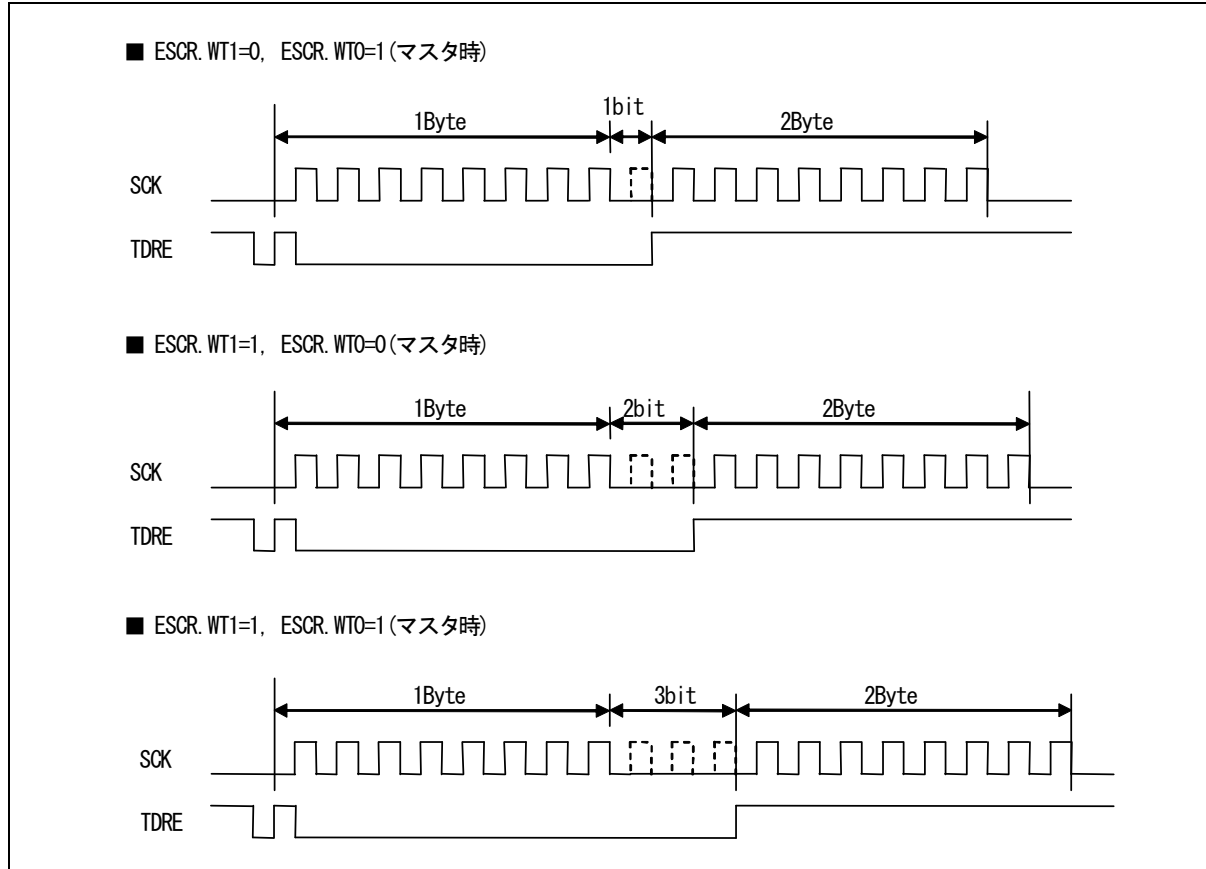 ■ ESCR.WT1=0, ESCR.WT0=1(マスタ時)
1Byte 1bit 2Byte
SCK
TDRE
■ ESCR.WT1=1, ESCR.WT0=0(マスタ時)
1Byte 2bit 2Byte
SCK
TDRE
■ ESCR.WT1=1, ESCR.WT0=1(マスタ時)
1Byte 3bit 2Byte
SCK
TDRE